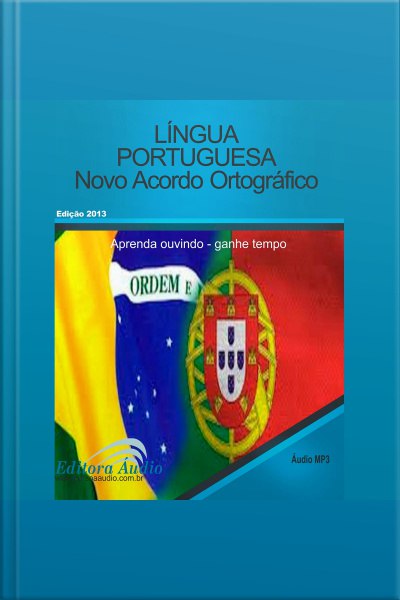 LÍNGUA
PORTUGUESA
Novo Acordo Ortográfico
Edição 2013
Aprenda ouvindo - ganhe tempo
ORDEM E
Editora Áudio
Áudio MP3